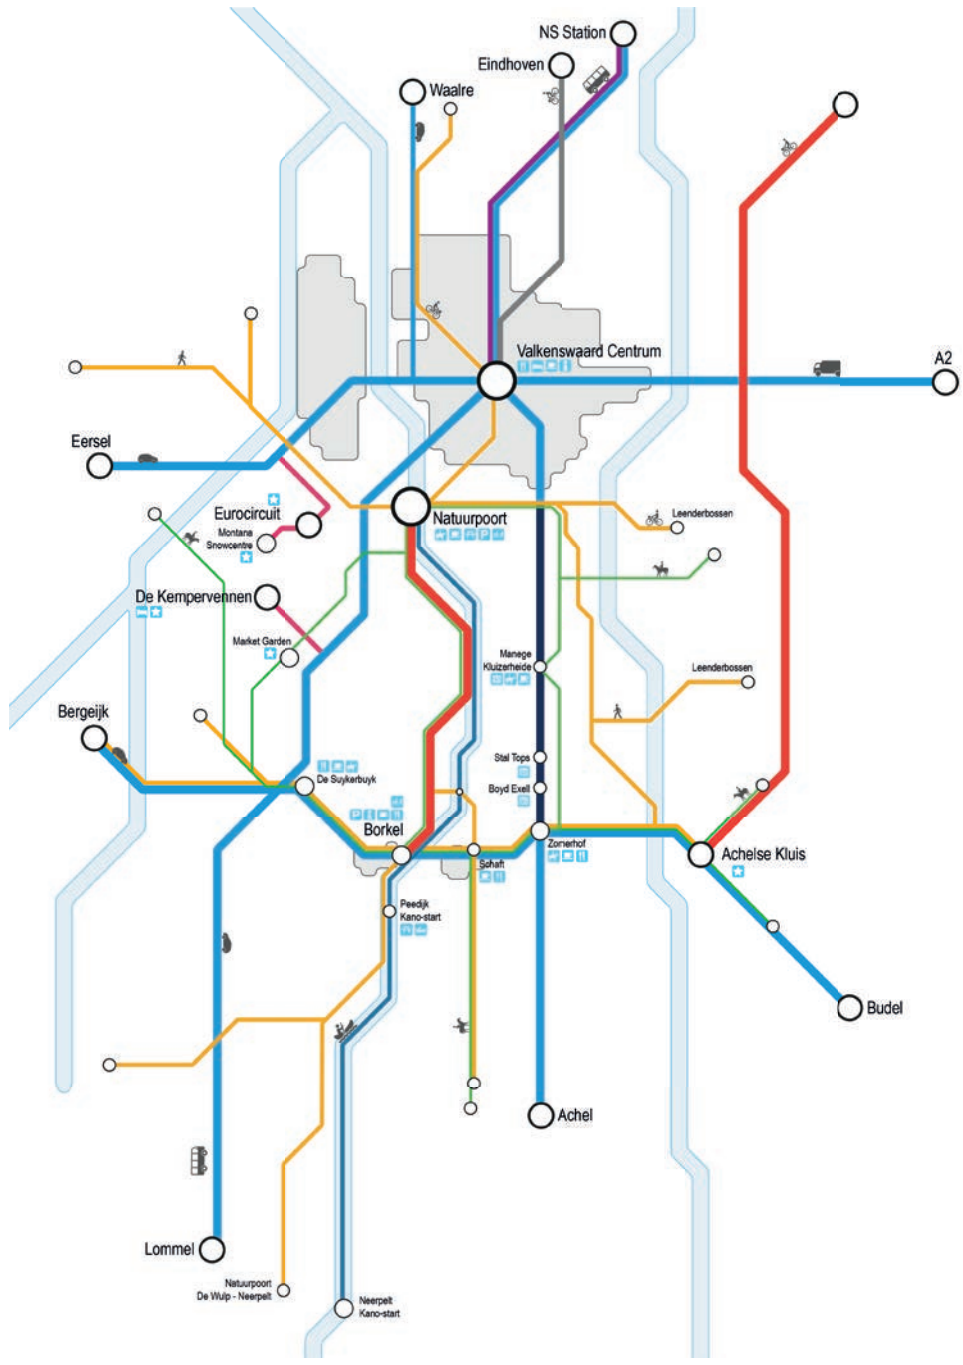 NS Station
Eindhoven
Waalre
Valkenswaard Centrum
A2
Eersel
Eurocircuit
Montana
Snowcentre
Natuurpoort
Leenderbossen
De Kempervennen
Market Garden
Manege
Kluizerheide
Leenderbossen
Bergeijk
De Suykerbuyk
Stal Tops
Boyd Exell
Borkel
Schaft
Zomerhof
Achelse Kluis
Peedijk
Kano-start
Budel
Achel
Lommel
Natuurpoort
De Wulp - Neerpelt
Neerpelt
Kano-start